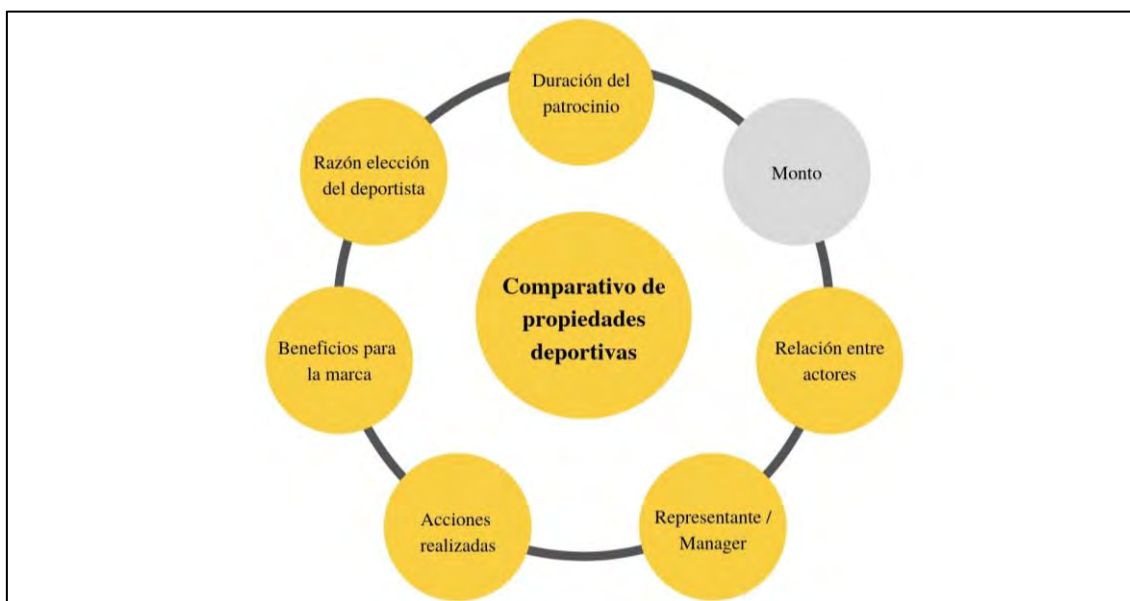 Duración del
patrocinio
Monto
Relación entre
actores
Representante /
Manager
Acciones
realizadas
Beneficios para
la marca
Razón elección
del deportista
Comparativo de
propiedades
deportivas